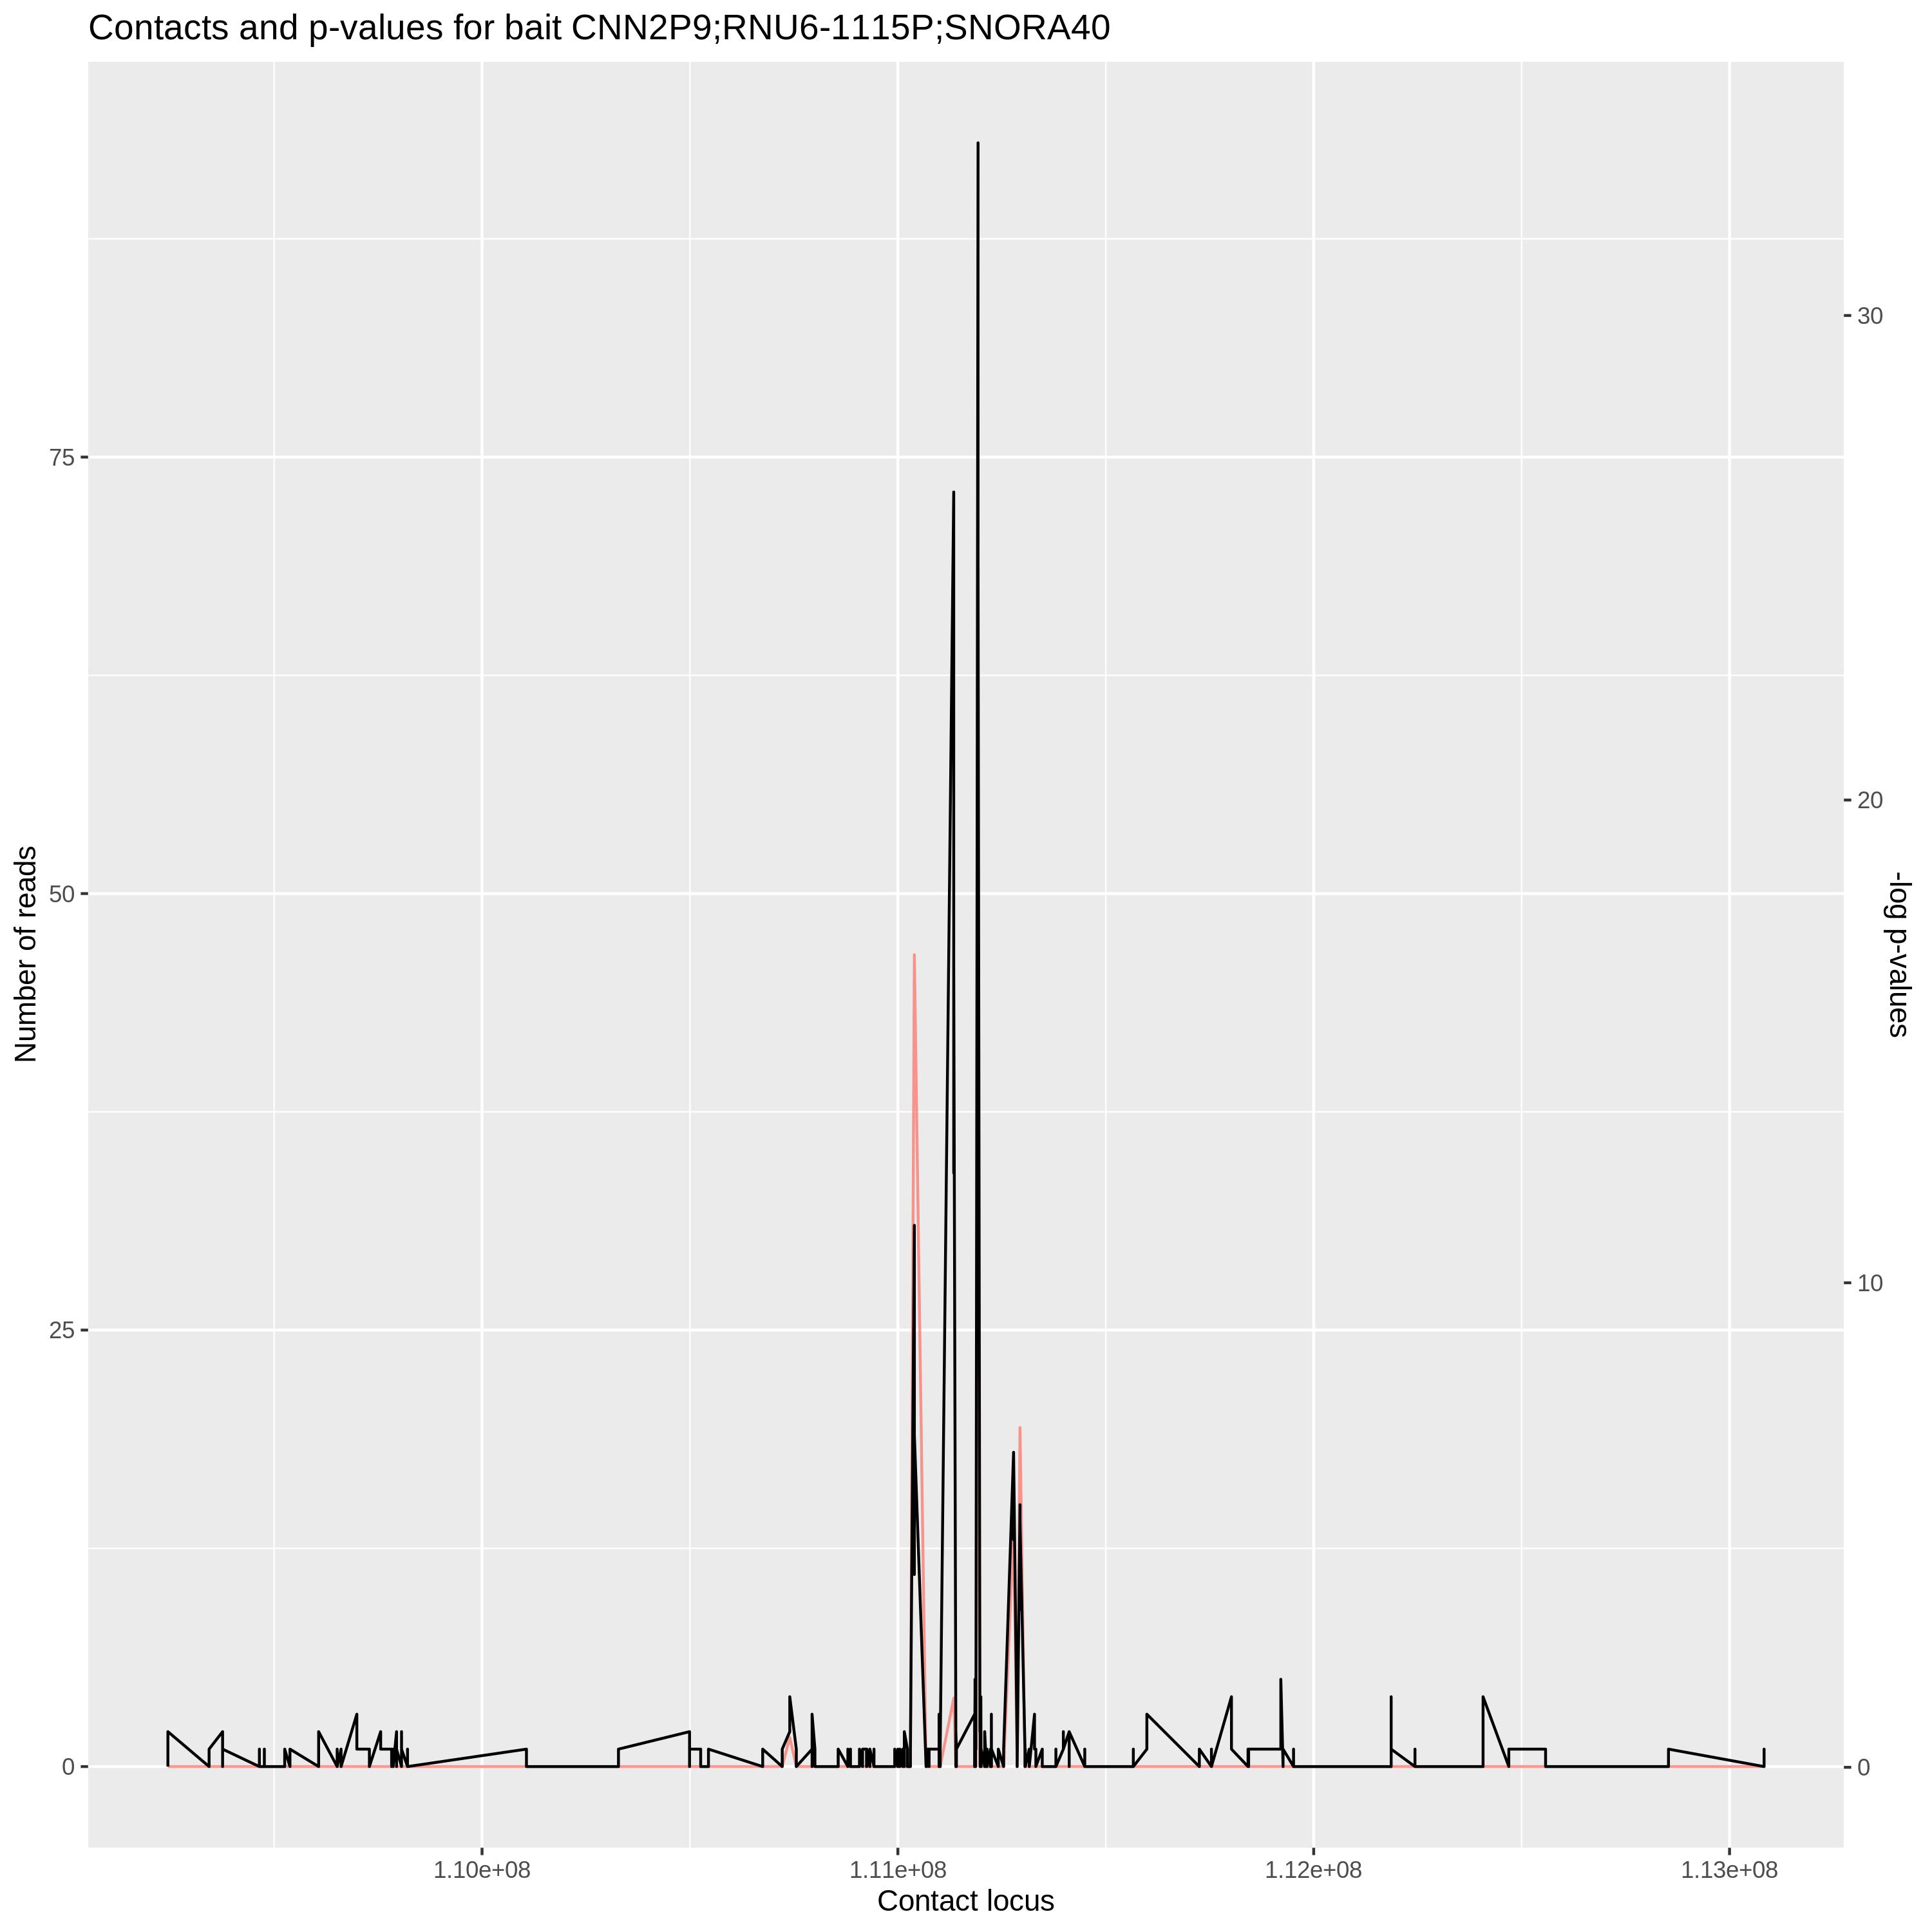 Contacts and p-values for bait CNN2P9;RNU6-1115P;SNORA40
75
50
25
0
Number of reads
30
20
10
0
-log p-values
1.10e+08 1.11e+08 1.12e+08 1.13e+08
Contact locus